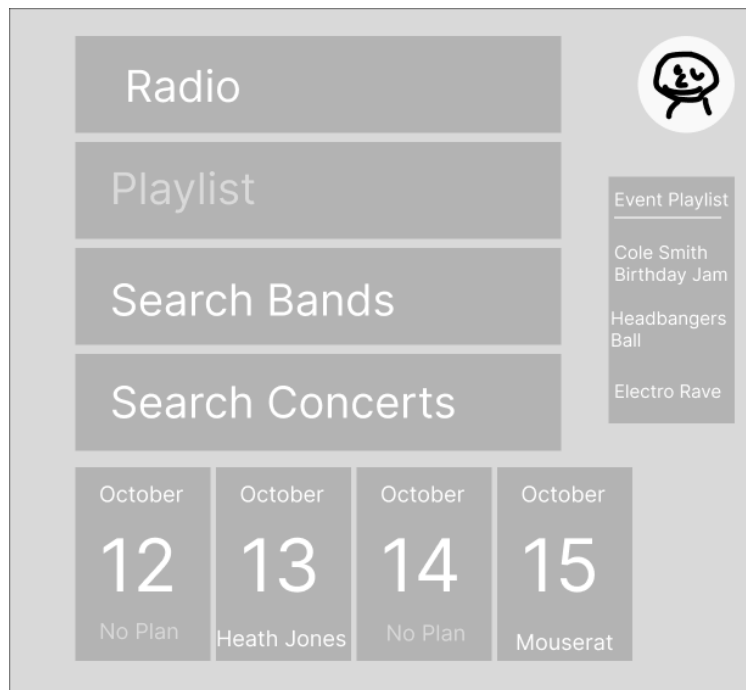 Radio
Playlist
Search Bands
Search Concerts
Event Playlist
Cole Smith
Birthday Jam
Headbangers
Ball
Electro Rave
October
12
No Plan
October
13
Heath Jones
October
14
No Plan
October
15
Mouserat